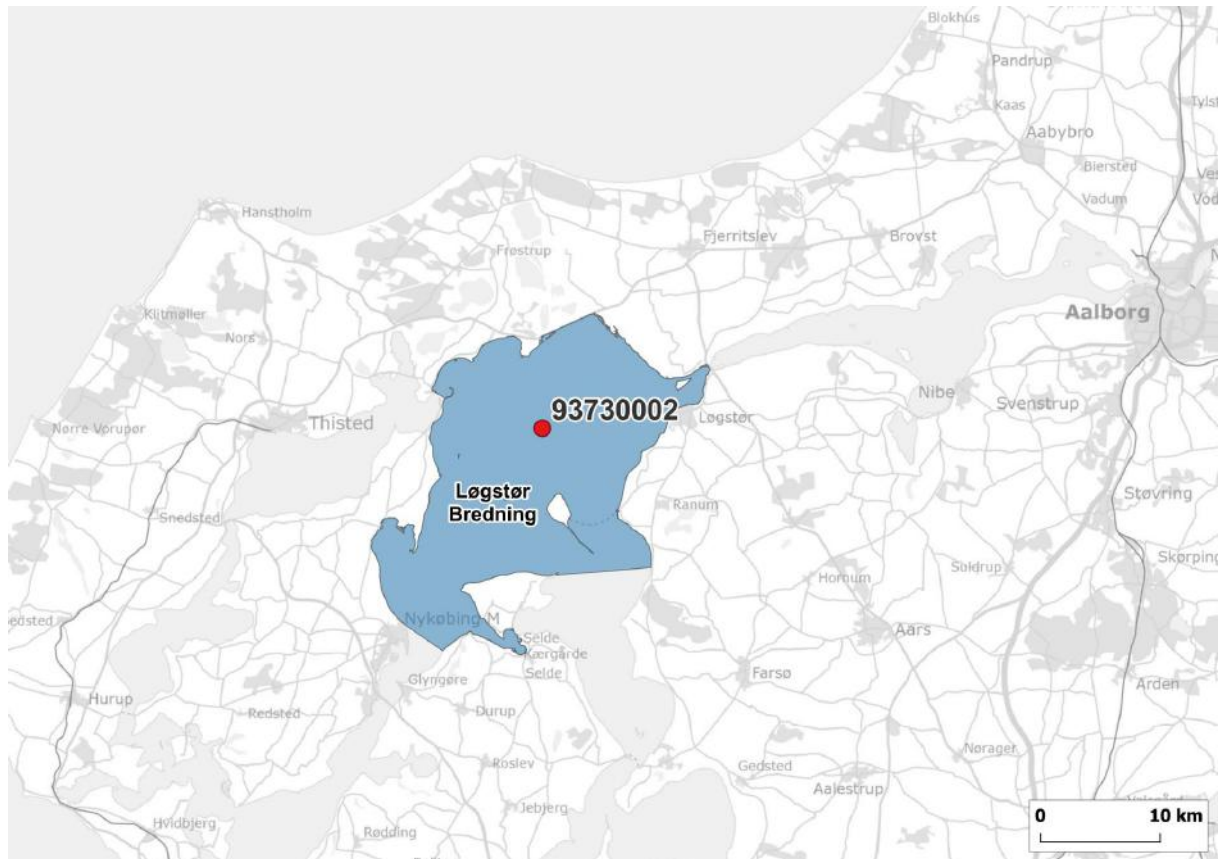 Blokhus
Pandrup
Kaas
Tylst
Aabybro
Biersted
Vadum
Hanstholm
Fjerritslev
Brovst
Frøstrup
Klitmøller
Nors
Aalborg
93730002
Nibe
Svenstrup
Løgstør
Thisted
Nørre Vorupør
Løgstør
Bredning
Ranum
Støvring
Snedsted
Skørping
Suldrup
Hornum
Nykøbing M
Aars
Selde
Kærgårde
Selde
Farsø
Glyngøre
Arden
Hurup
Redsted
Durup
Nørager
Roslev
Gedsted
Aalestrup
Jebjerg
Hvidbjerg
Rødding
0 10 km